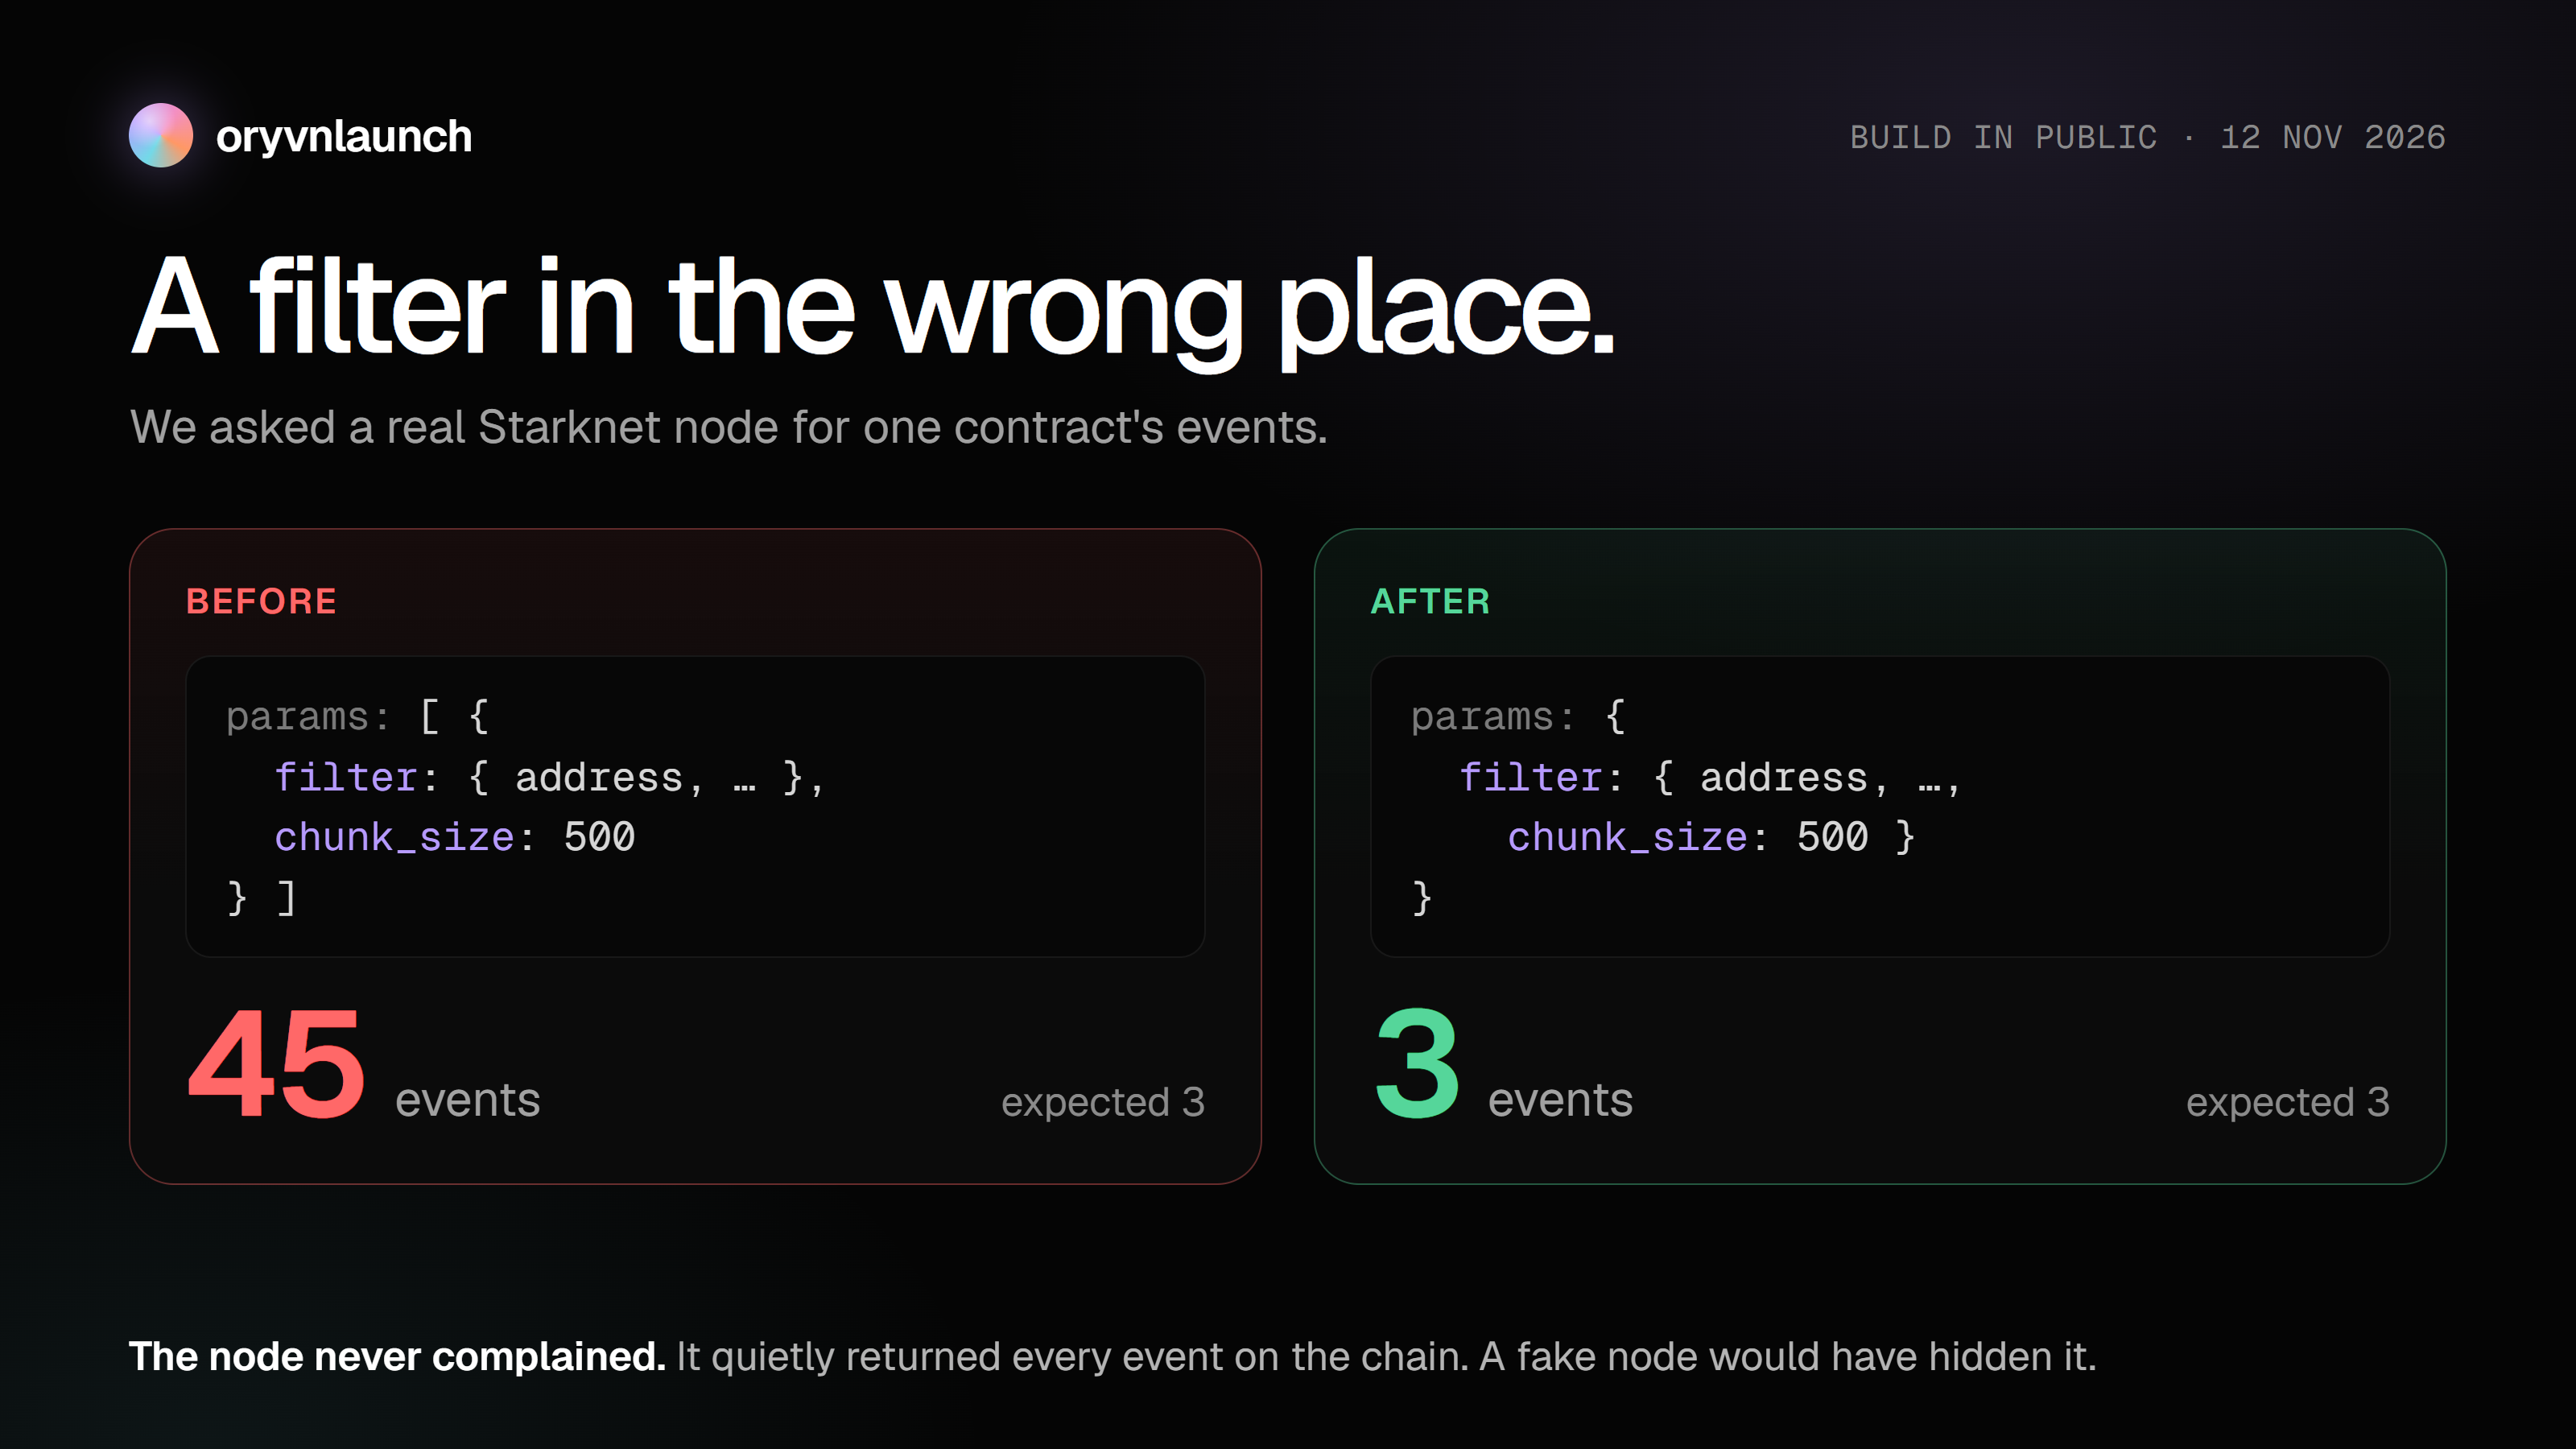 oryvnlaunch
BUILD IN PUBLIC · 12 NOV 2026
A filter in the wrong place.
We asked a real Starknet node for one contract's events.
BEFORE
params: [ {
filter: { address, … },
chunk_size: 500
} ]
45 events
expected 3
AFTER
params: {
filter: { address, …,
chunk_size: 500 }
}
3 events
expected 3
The node never complained. It quietly returned every event on the chain. A fake node would have hidden it.